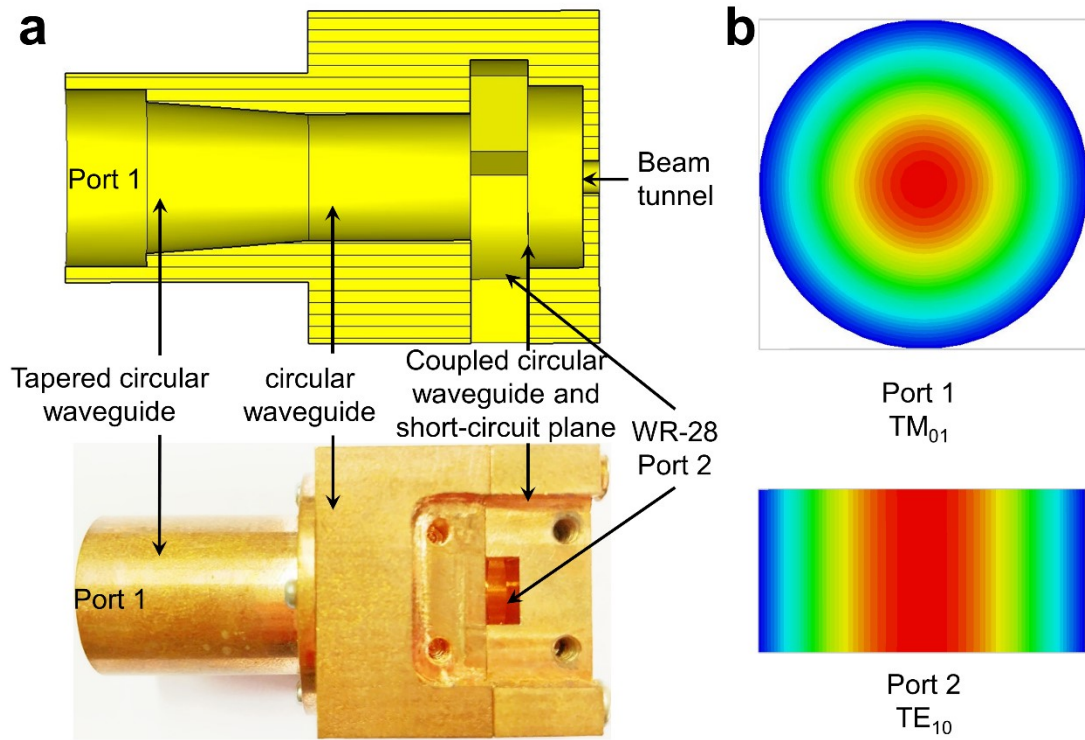 a
b
Port 1
Beam
tunnel
Tapered circular
waveguide
circular
waveguide
Coupled circular
waveguide and
short-circuit plane
WR-28
Port 2
Port 1
Port 1
TM₀₁
Port 2
TE₁₀